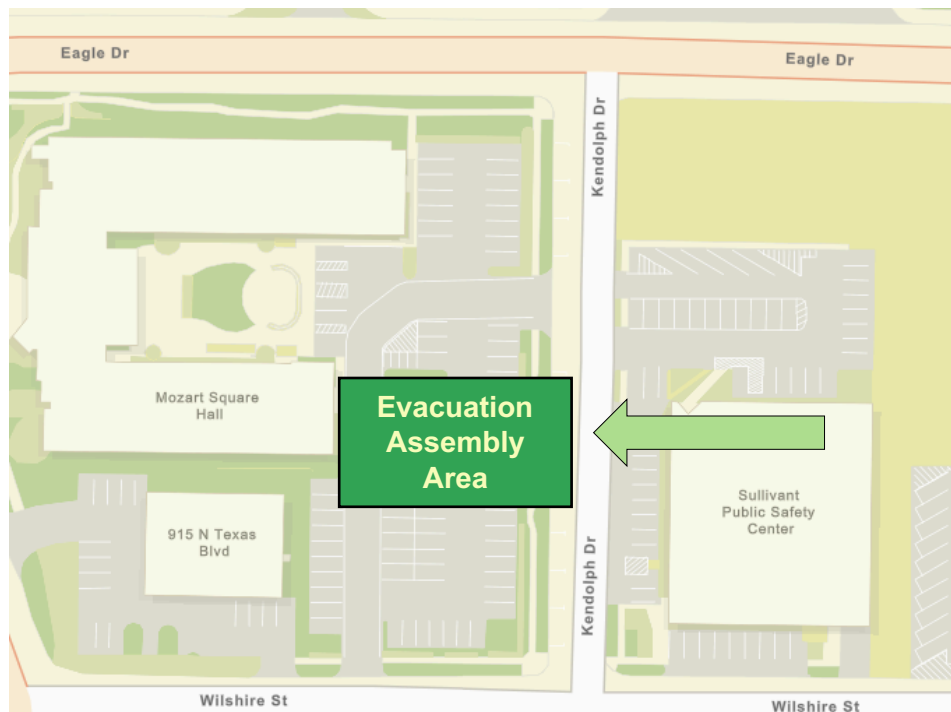 Eagle Dr
Eagle Dr
Kendolph Dr
Mozart Square
Hall
Evacuation
Assembly
Area
Sullivant
Public Safety
Center
915 N Texas
Blvd
Kendolph Dr
Wilshire St
Wilshire St